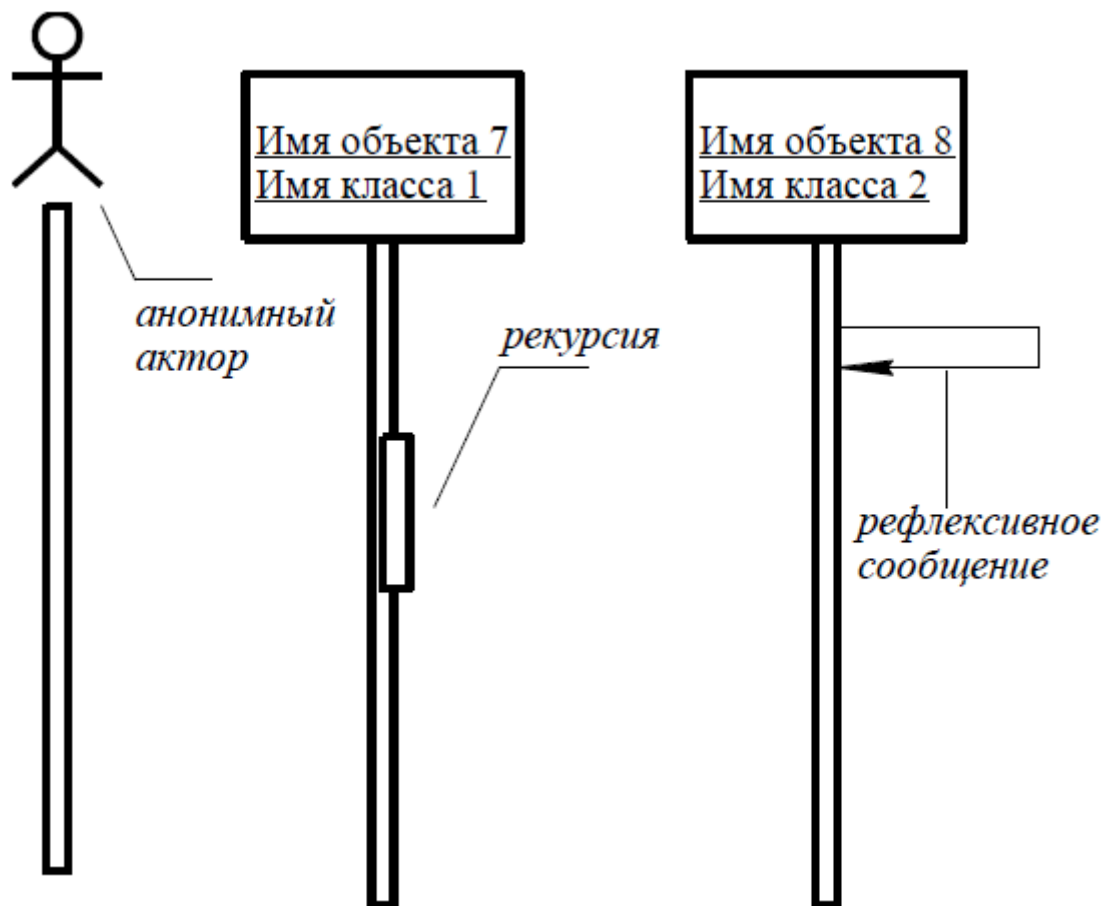 Имя объекта 7
Имя класса 1
Имя объекта 8
Имя класса 2
анонимный
актор
рекурсия
рефлексивное
сообщение